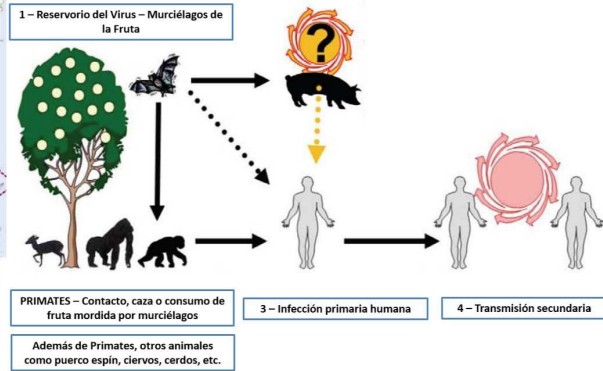 1 – Reservorio del Virus – Murciélagos de
la Fruta
?
PRIMATES – Contacto, caza o consumo de
fruta mordida por murciélagos
3 – Infección primaria humana
4 – Transmisión secundaria
Además de Primates, otros animales
como puerco espín, ciervos, cerdos, etc.